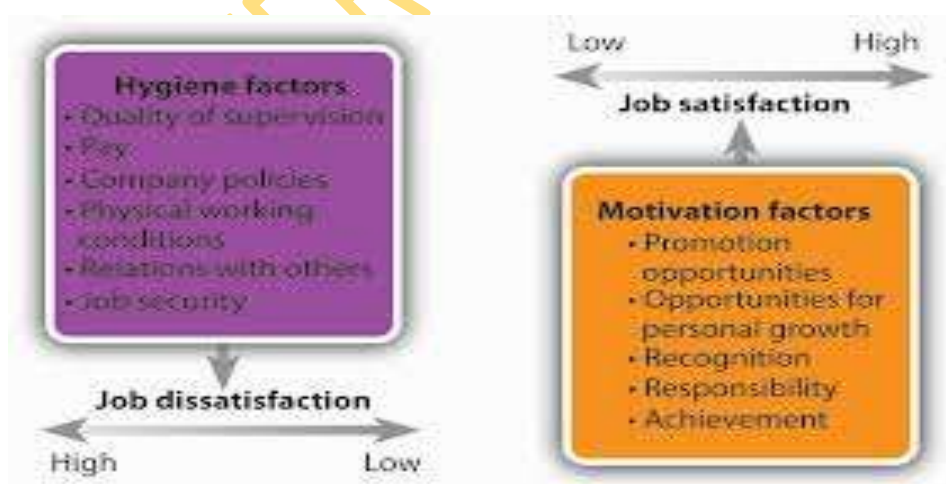 Hygiene factors
• Quality of supervision
• Pay
• Company policies
• Physical working
conditions
• Relations with others
• Job security
Job dissatisfaction
High Low
Low High
Job satisfaction
Motivation factors
• Promotion
opportunities
• Opportunities for
personal growth
• Recognition
• Responsibility
• Achievement